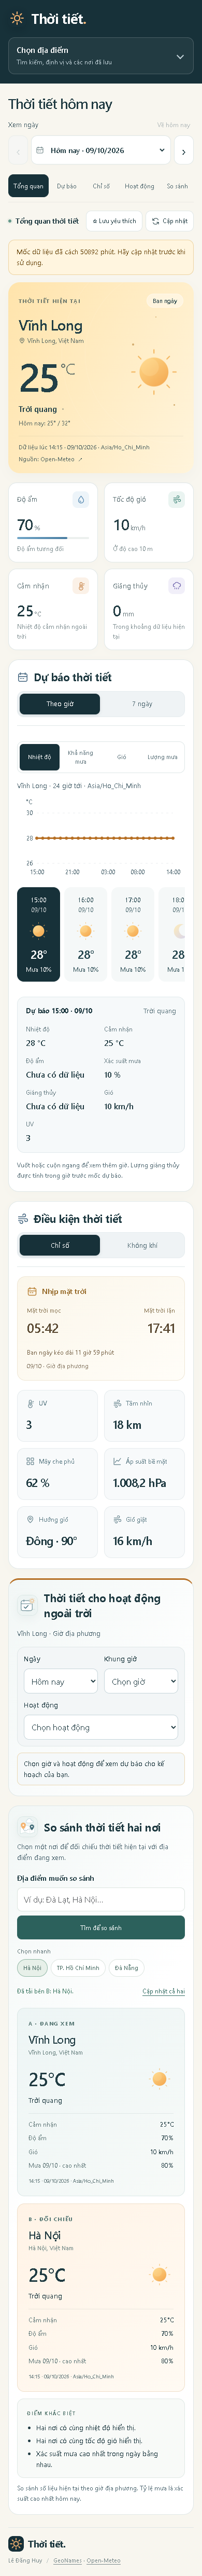 Thời tiết.
Chọn địa điểm
Tìm kiếm, định vị và các nơi đã lưu
Thời tiết hôm nay
Xem ngày
Về hôm nay
Hôm nay · 09/10/2026
Tổng quan
Dự báo
Chỉ số
Hoạt động
So sánh
Tổng quan thời tiết
Lưu yêu thích
Cập nhật
Mốc dữ liệu đã cách 50892 phút. Hãy cập nhật trước khi sử dụng.
THỜI TIẾT HIỆN TẠI
Ban ngày
Vĩnh Long
Vĩnh Long, Việt Nam
25°C
Trời quang
Hôm nay: 25° / 32°
Dữ liệu lúc 14:15 · 09/10/2026 · Asia/Ho_Chi_Minh
Nguồn: Open-Meteo ↗
Độ ẩm
70%
Độ ẩm tương đối
Tốc độ gió
10 km/h
Ở độ cao 10 m
Cảm nhận
25°C
Nhiệt độ cảm nhận ngoài trời
Giáng thủy
0 mm
Trong khoảng dữ liệu hiện tại
Dự báo thời tiết
Theo giờ
7 ngày
Nhiệt độ
Khả năng mưa
Gió
Lượng mưa
Vĩnh Long · 24 giờ tới · Asia/Ho_Chi_Minh
°C
30
28
26
15:00
21:00
03:00
08:00
14:00
15:00
09/10
28°
Mưa 10%
16:00
09/10
28°
Mưa 10%
17:00
09/10
28°
Mưa 10%
18:0
09/1
28°
Mưa 1
Dự báo 15:00 · 09/10
Trời quang
Nhiệt độ
28 °C
Cảm nhận
25 °C
Độ ẩm
Chưa có dữ liệu
Xác suất mưa
10 %
Giáng thủy
Chưa có dữ liệu
Gió
10 km/h
UV
3
Vuốt hoặc cuộn ngang để xem thêm giờ. Lượng giáng thủy được tính trong giờ trước mốc dự báo.
Điều kiện thời tiết
Chỉ số
Không khí
Nhịp mặt trời
Mặt trời mọc
05:42
Mặt trời lặn
17:41
Ban ngày kéo dài 11 giờ 59 phút
09/10 · Giờ địa phương
UV
3
Tầm nhìn
18 km
Mây che phủ
62 %
Áp suất bề mặt
1.008,2 hPa
Hướng gió
Đông · 90°
Gió giật
16 km/h
Thời tiết cho hoạt động ngoài trời
Vĩnh Long · Giờ địa phương
Ngày
Hôm nay
Khung giờ
Chọn giờ
Hoạt động
Chọn hoạt động
Chọn giờ và hoạt động để xem dự báo cho kế hoạch của bạn.
So sánh thời tiết hai nơi
Chọn một nơi để đối chiếu thời tiết hiện tại với địa điểm đang xem.
Địa điểm muốn so sánh
Ví dụ: Đà Lạt, Hà Nội...
Tìm để so sánh
Chọn nhanh
Hà Nội
TP. Hồ Chí Minh
Đà Nẵng
Đã tải bên B: Hà Nội.
Cập nhật cả hai
A · ĐANG XEM
Vĩnh Long
Vĩnh Long, Việt Nam
25°C
Trời quang
Cảm nhận 25°C
Độ ẩm 70%
Gió 10 km/h
Mưa 09/10 · cao nhất 80%
14:15 · 09/10/2026 · Asia/Ho_Chi_Minh
B · ĐỐI CHIẾU
Hà Nội
Hà Nội, Việt Nam
25°C
Trời quang
Cảm nhận 25°C
Độ ẩm 70%
Gió 10 km/h
Mưa 09/10 · cao nhất 80%
14:15 · 09/10/2026 · Asia/Ho_Chi_Minh
ĐIỂM KHÁC BIỆT
Hai nơi có cùng nhiệt độ hiển thị.
Hai nơi có cùng tốc độ gió hiển thị.
Xác suất mưa cao nhất trong ngày bằng nhau.
So sánh số liệu hiện tại theo giờ địa phương. Tỷ lệ mưa là xác suất cao nhất hôm nay.
Thời tiết.
Lê Đăng Huy / GeoNames · Open-Meteo